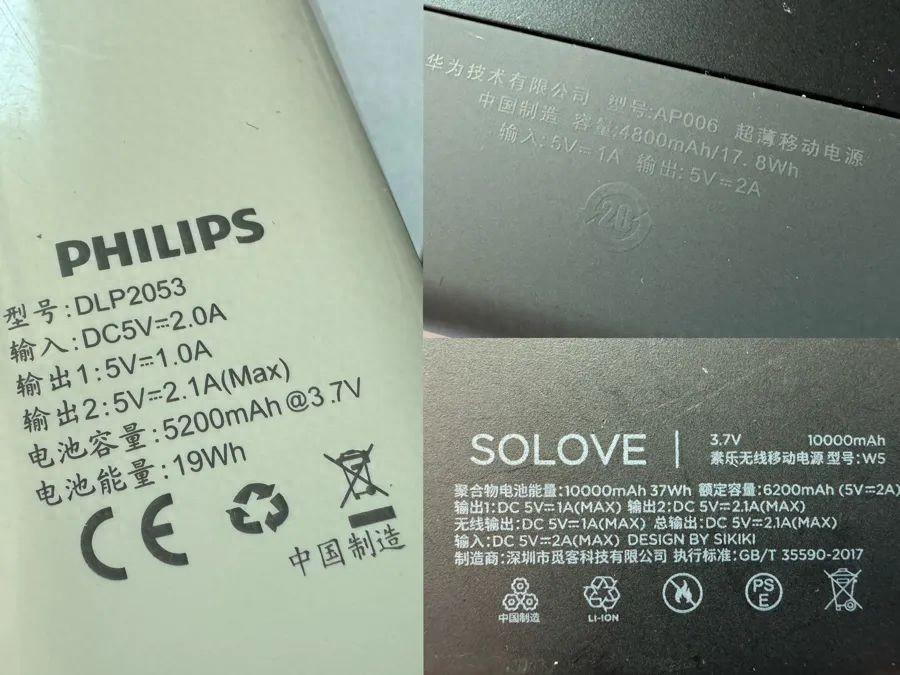 PHILIPS
型号:DLP2053
输入:DC5V⎓2.0A
输出1:5V⎓1.0A
输出2:5V⎓2.1A(Max)
电池容量:5200mAh@3.7V
电池能量:19Wh
CE
中国制造
华为技术有限公司 型号:AP006 超薄移动电源
中国制造 容量:4800mAh/17.8Wh
输入:5V⎓1A 输出:5V⎓2A
20
SOLOVE
3.7V 10000mAh
素乐无线移动电源 型号:W5
聚合物电池能量:10000mAh 37Wh 额定容量:6200mAh (5V⎓2A)
输出1:DC 5V⎓1A(MAX) 输出2:DC 5V⎓2.1A(MAX)
无线输出:DC 5V⎓1A(MAX) 总输出:DC 5V⎓2.1A(MAX)
输入:DC 5V⎓2A(MAX) DESIGN BY SIKIKI
制造商:深圳市觅客科技有限公司 执行标准:GB/T 35590-2017
PS
E
中国制造 LI-ION